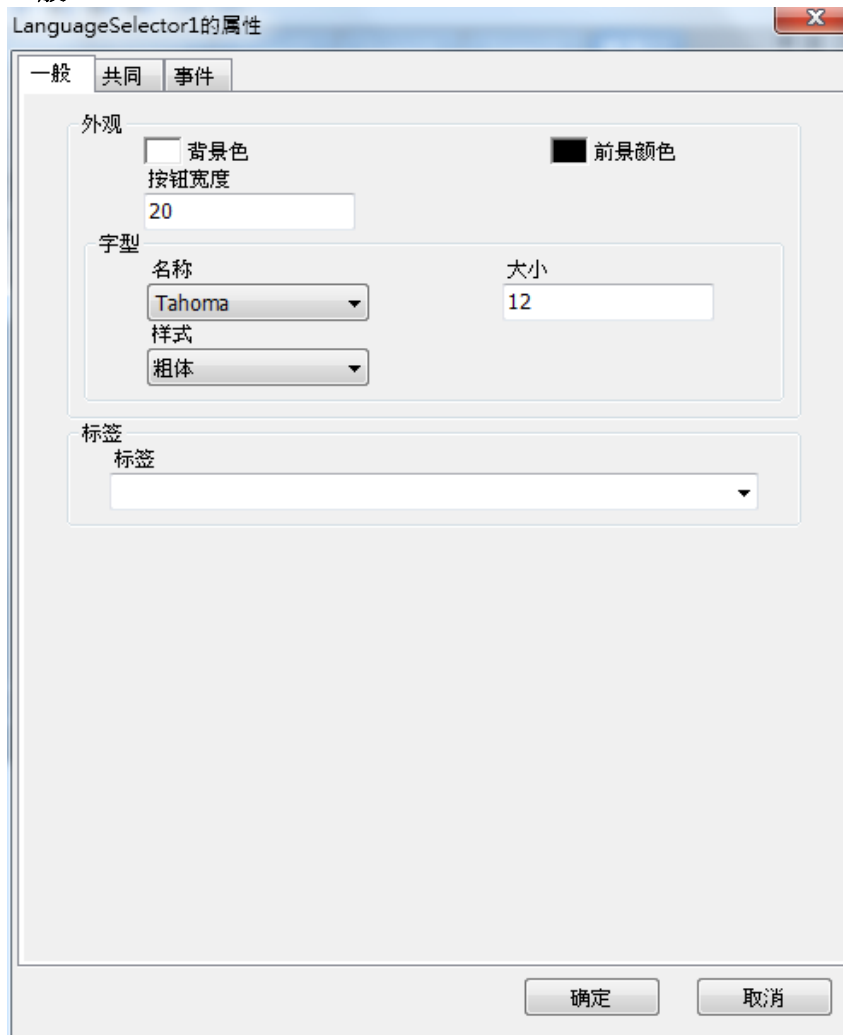 LanguageSelector1的属性
一般 共同 事件
外观
背景色 前景颜色
按钮宽度
20
字型
名称 大小
Tahoma 12
样式
粗体
标签
标签
确定 取消